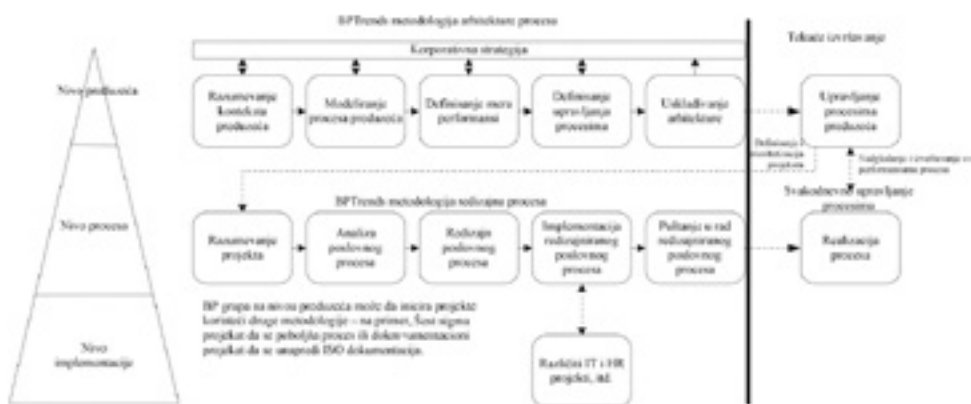 BPTrends metodologija arhitekture procesa
Tekuće izvršavanje
Korporativna strategija
Nivo preduzeća
Razumevanje
konteksta
preduzeća
Modeliranje
procesa preduzeća
Definisanje mera
performansi
Definisanje
upravljanja
procesima
Usklađivanje
arhitekture
Upravljanje
procesima
preduzeća
Definisanje i
projekata
Nadgledanje i izvršavanje
performansama procesa
BPTrends metodologija redizajna procesa
Svakodnevno upravljanje
procesima
Nivo procesa
Razumevanje
projekta
Analiza
poslovnog
procesa
Redizajn
poslovnog
procesa
Implementacija
redizajniranog
poslovnog
procesa
Puštanje u rad
redizajniranog
poslovnog procesa
Realizacija
procesa
BP grupa na nivou preduzeća može da inicira projekte
koristeći druge metodologije – na primer, Šest sigma
projekat da se poboljša proces ili
projekat da se unapredi ISO dokumentacija.
Nivo
implementacije
Različiti IT i HR
projekti, itd.